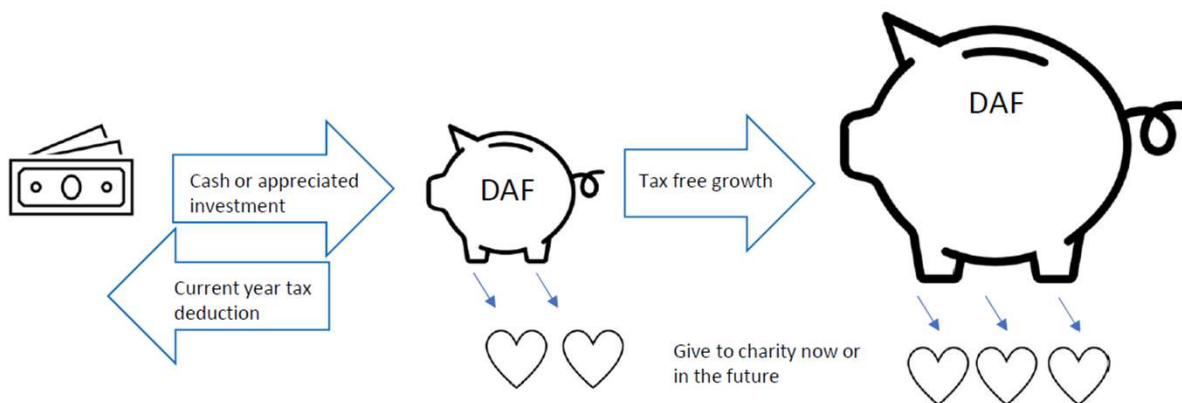 Cash or appreciated
investment
Current year tax
deduction
DAF
Tax free growth
DAF
Give to charity now or
in the future